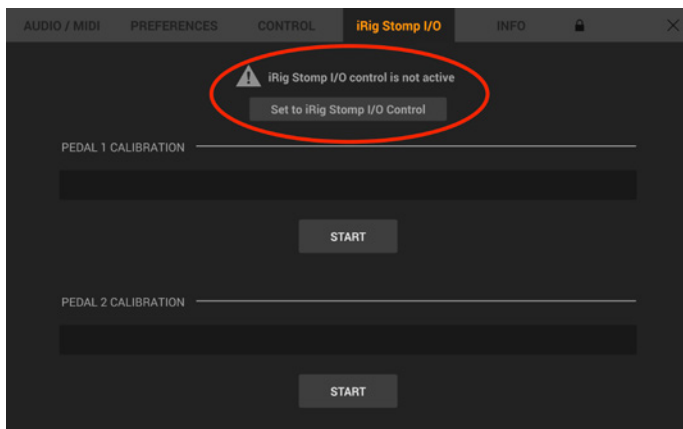 AUDIO / MIDI PREFERENCES CONTROL iRig Stomp I/O INFO
iRig Stomp I/O control is not active
Set to iRig Stomp I/O Control
PEDAL 1 CALIBRATION
START
PEDAL 2 CALIBRATION
START